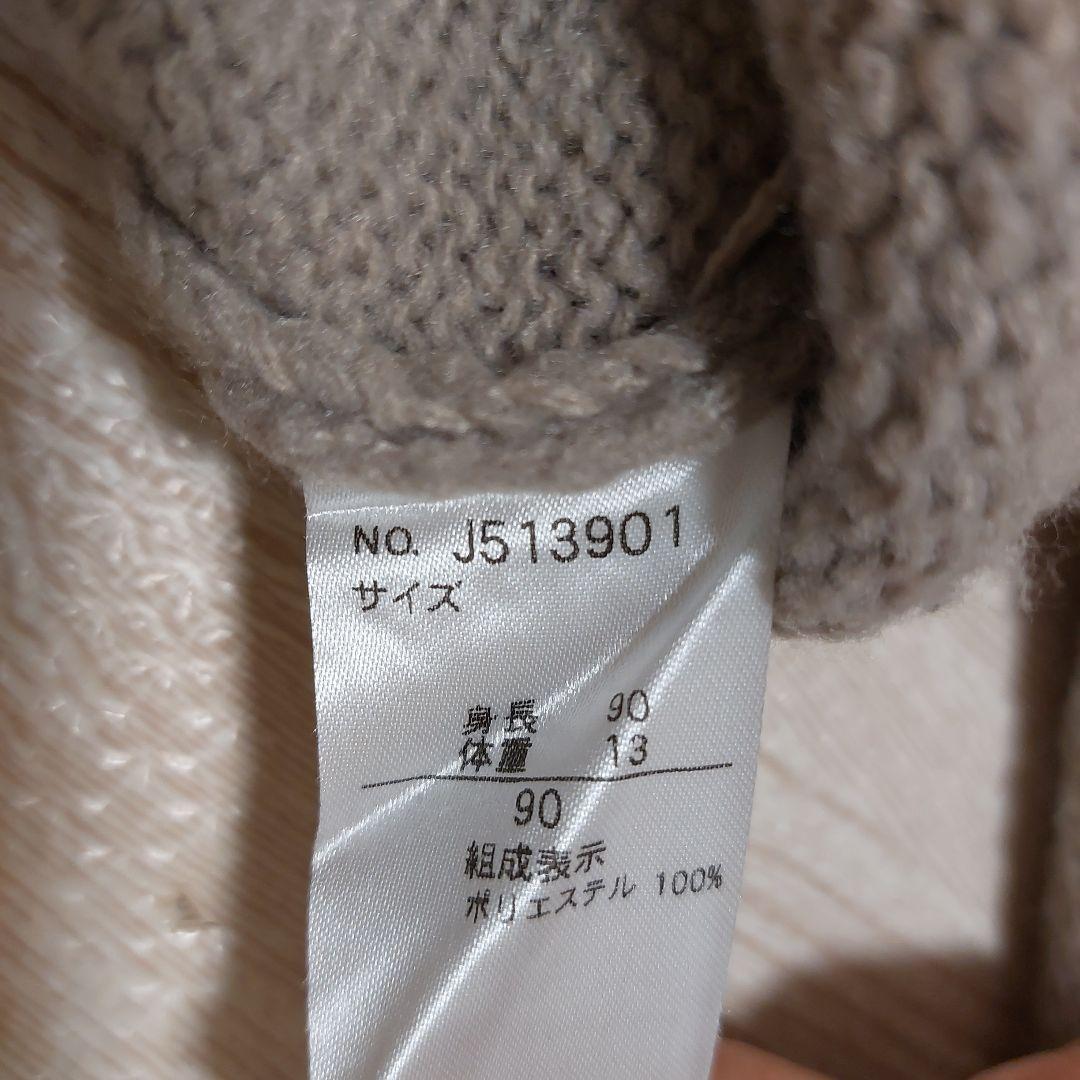 NO. J513901
サイズ
身長 90
体重 13
90
組成表示
ポリエステル 100%